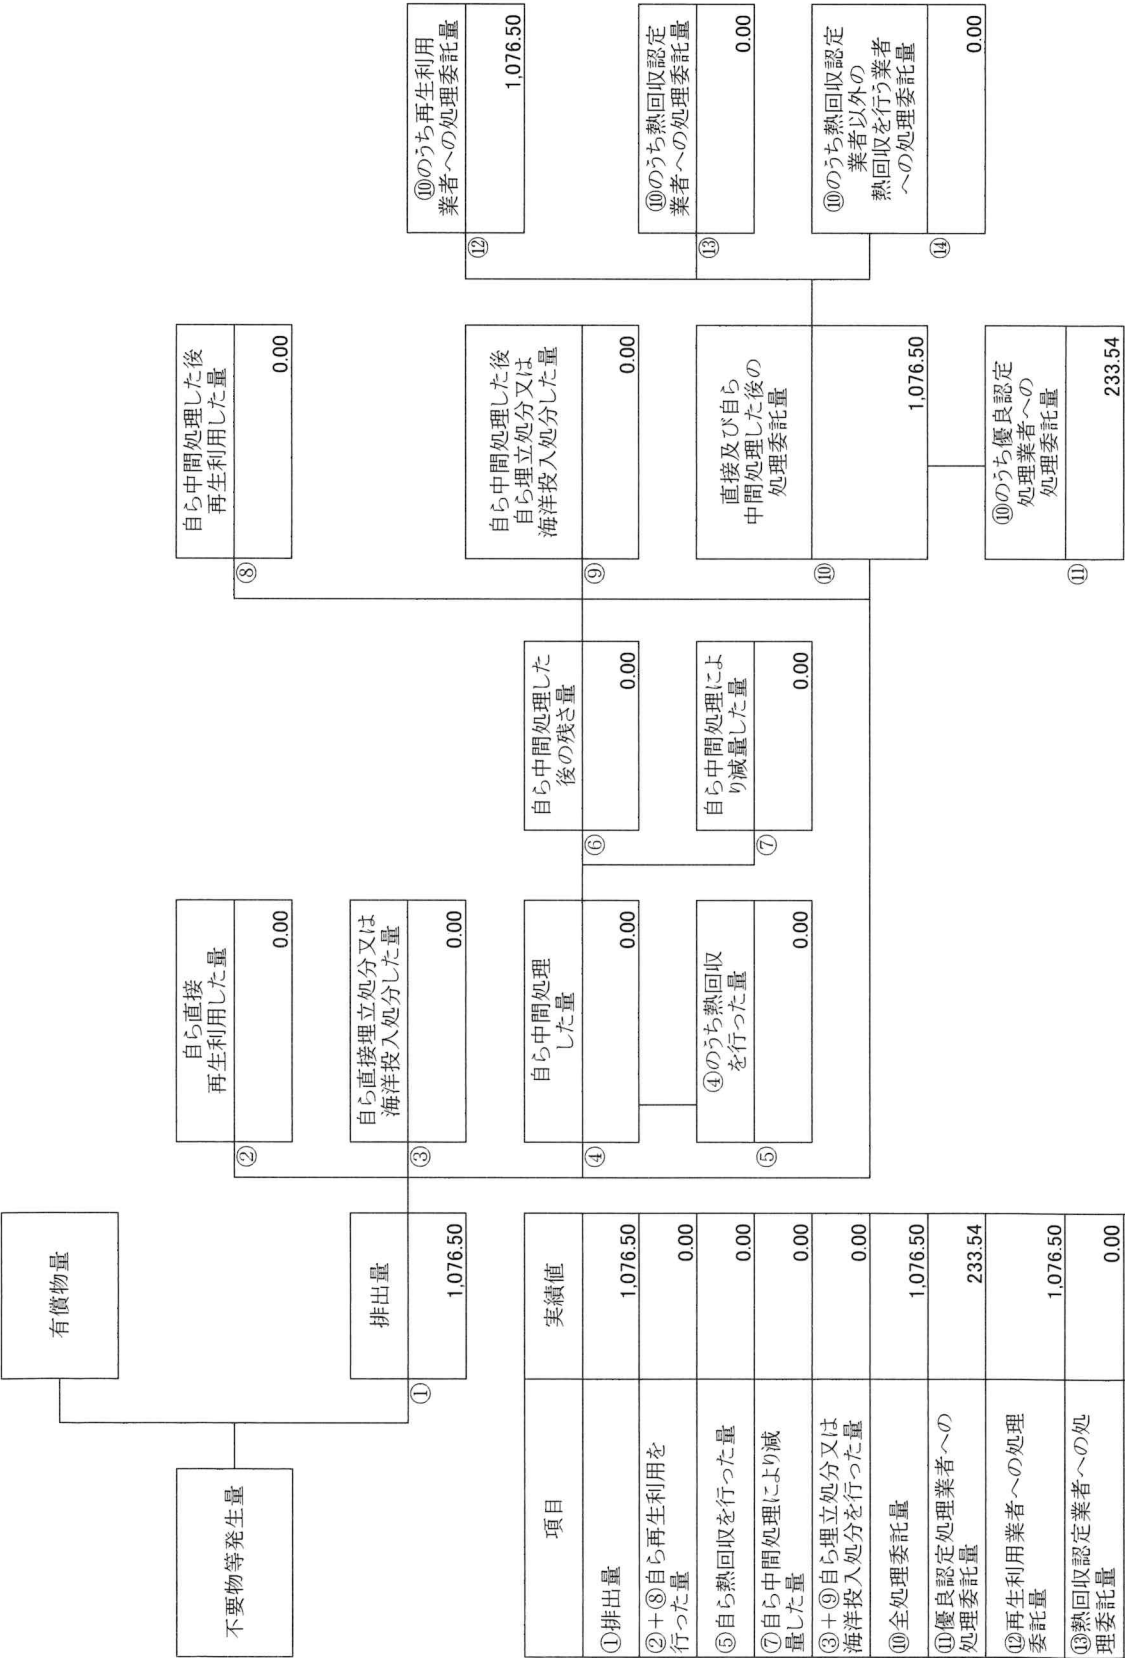 不要物等発生量
有償物量
①
排出量
1,076.50
②
自ら直接
再生利用した量
0.00
③
自ら直接埋立処分又は
海洋投入処分した量
0.00
④
自ら中間処理
した量
0.00
⑤
④のうち熱回収
を行った量
0.00
⑥
自ら中間処理した
後の残さ量
0.00
⑦
自ら中間処理によ
り減量した量
0.00
⑧
自ら中間処理した後
再生利用した量
0.00
⑨
自ら中間処理した後
自ら埋立処分又は
海洋投入処分した量
0.00
⑩
直接及び自ら
中間処理した後の
処理委託量
1,076.50
⑪
⑩のうち優良認定
処理業者への
処理委託量
233.54
⑫
⑩のうち再生利用
業者への処理委託量
1,076.50
⑬
⑩のうち熱回収認定
業者への処理委託量
0.00
⑭
⑩のうち熱回収認定
業者以外の
熱回収を行う業者
への処理委託量
0.00
項目 実績値
①排出量 1,076.50
②+⑧自ら再生利用を
行った量 0.00
⑤自ら熱回収を行った量 0.00
⑦自ら中間処理により減
量した量 0.00
③+⑨自ら埋立処分又は
海洋投入処分を行った量 0.00
⑩全処理委託量 1,076.50
⑪優良認定処理業者への
処理委託量 233.54
⑫再生利用業者への処理
委託量 1,076.50
⑬熱回収認定業者への処
理委託量 0.00